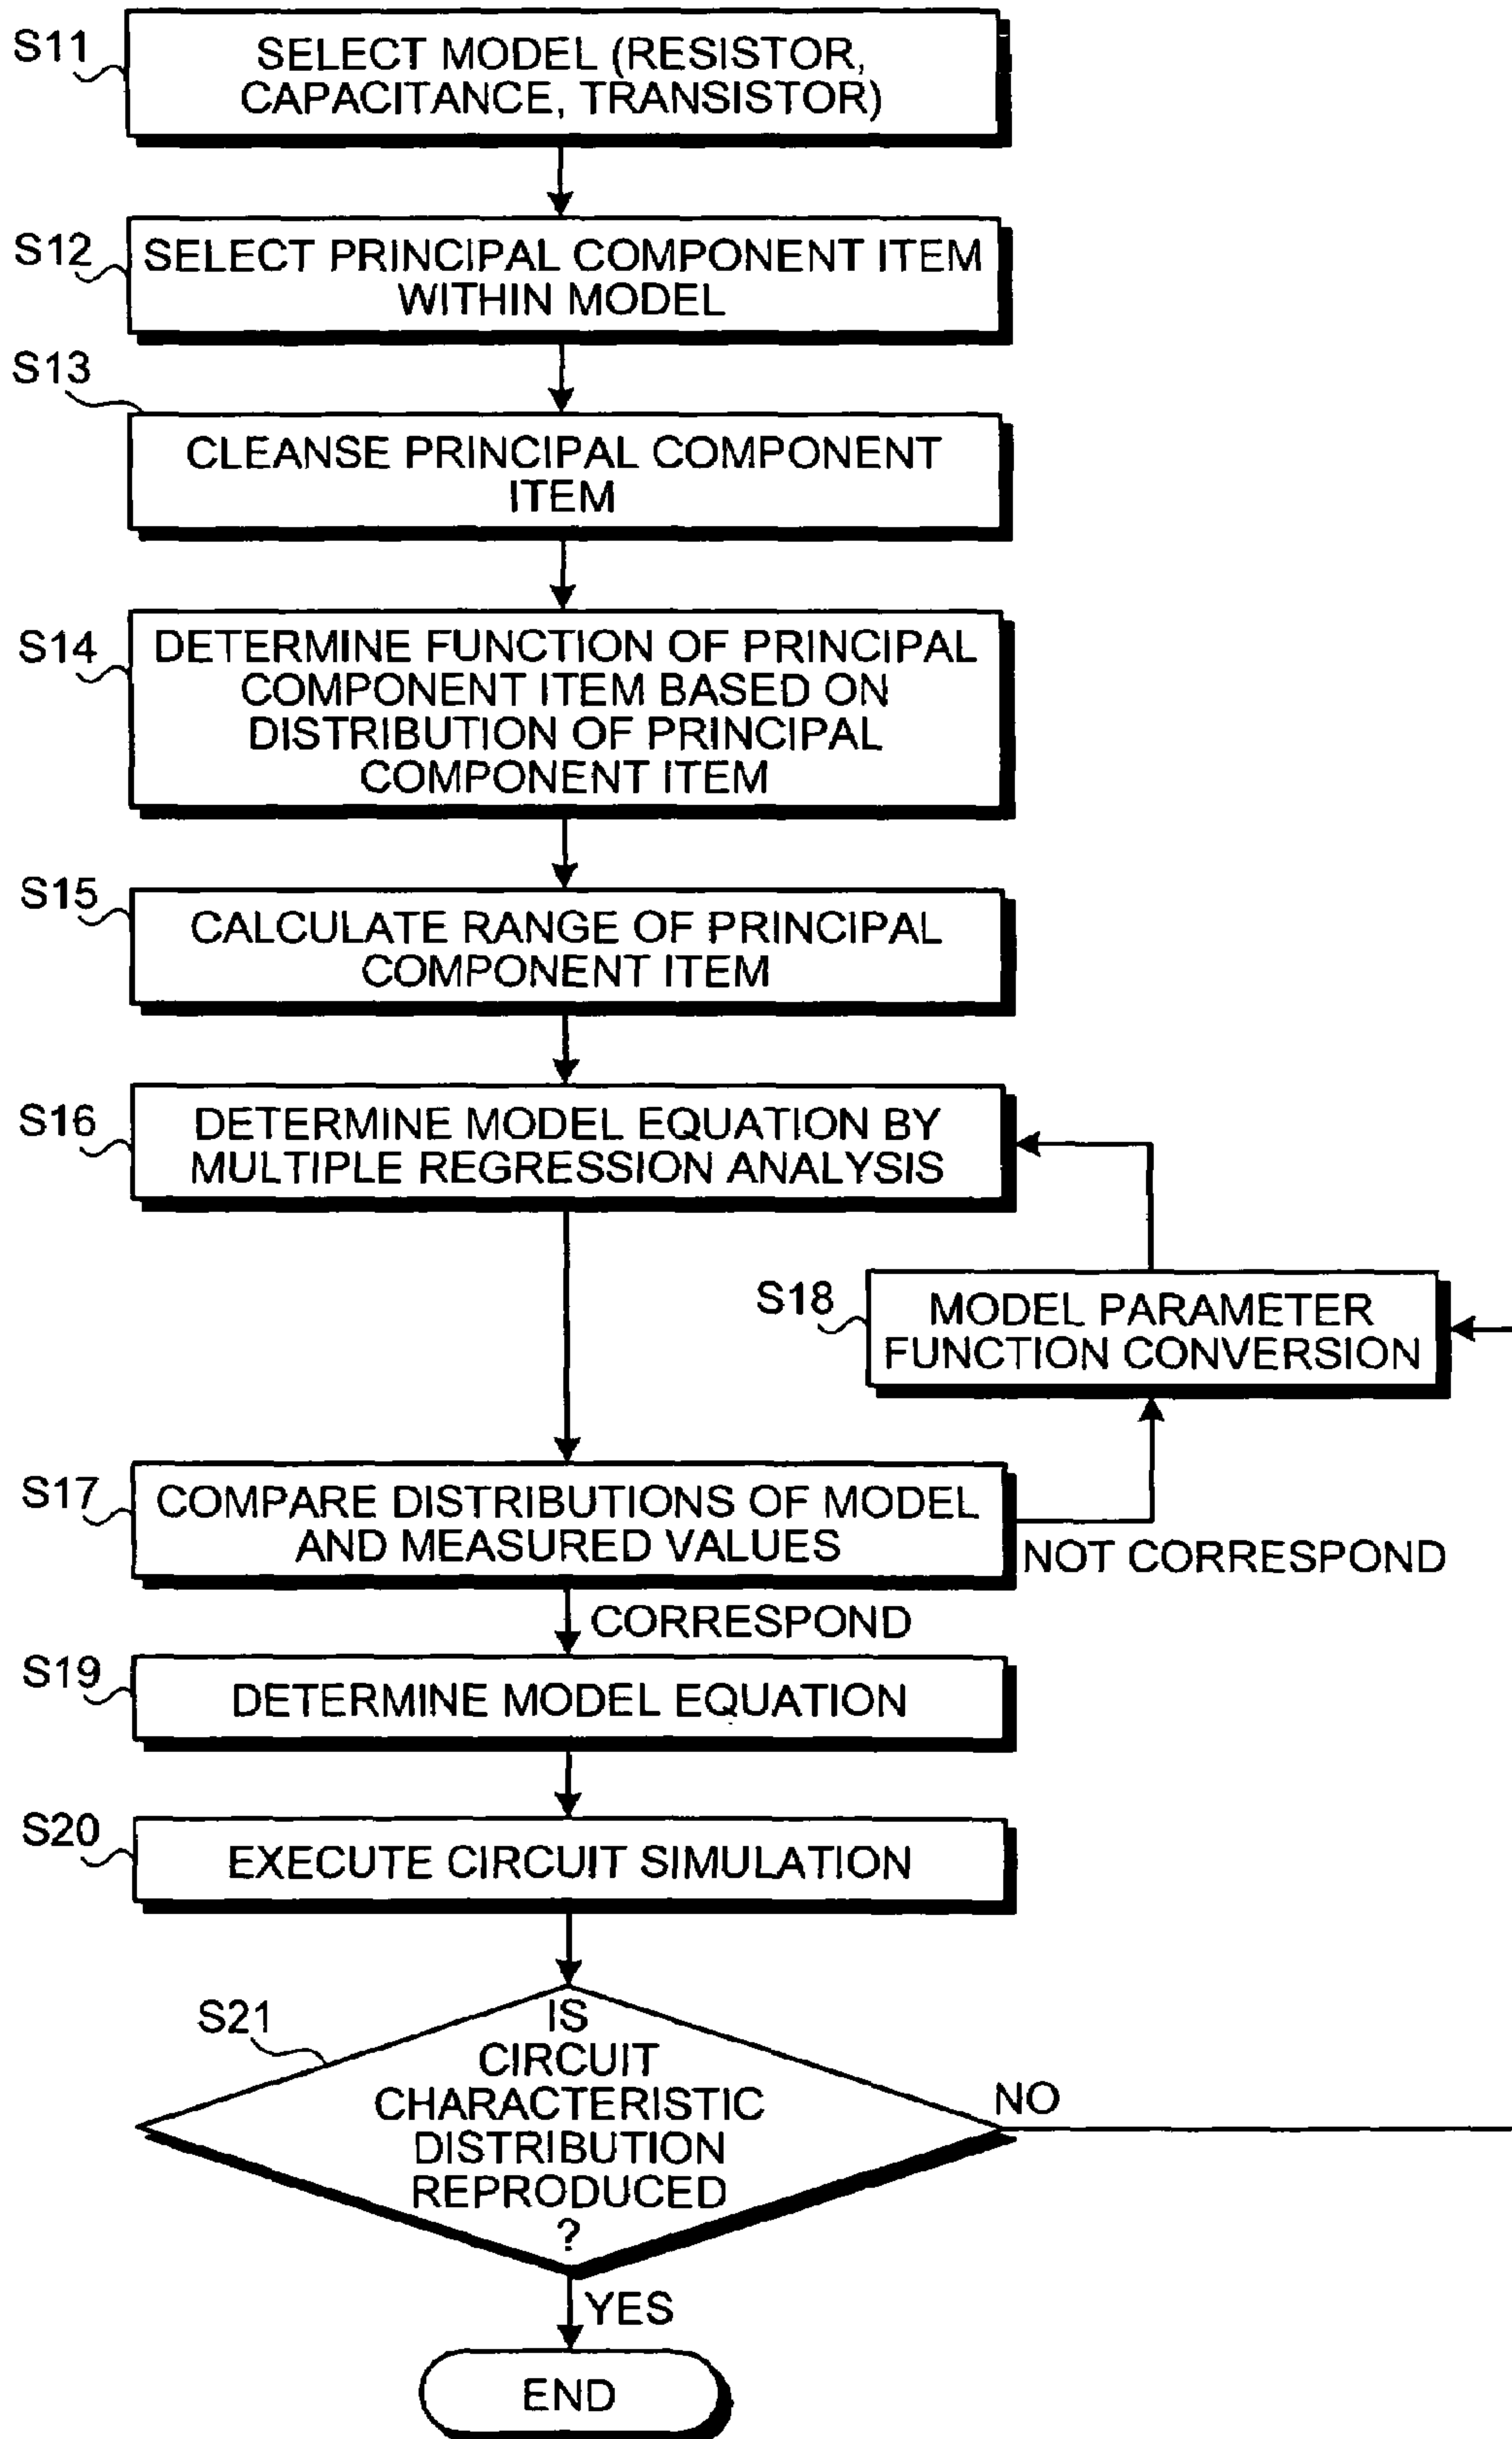 S11
SELECT MODEL (RESISTOR,
CAPACITANCE, TRANSISTOR)
S12
SELECT PRINCIPAL COMPONENT ITEM
WITHIN MODEL
S13
CLEANSE PRINCIPAL COMPONENT
ITEM
S14
DETERMINE FUNCTION OF PRINCIPAL
COMPONENT ITEM BASED ON
DISTRIBUTION OF PRINCIPAL
COMPONENT ITEM
S15
CALCULATE RANGE OF PRINCIPAL
COMPONENT ITEM
S16
DETERMINE MODEL EQUATION BY
MULTIPLE REGRESSION ANALYSIS
S18
MODEL PARAMETER
FUNCTION CONVERSION
S17
COMPARE DISTRIBUTIONS OF MODEL
AND MEASURED VALUES
NOT CORRESPOND
CORRESPOND
S19
DETERMINE MODEL EQUATION
S20
EXECUTE CIRCUIT SIMULATION
S21
IS
CIRCUIT
CHARACTERISTIC
DISTRIBUTION
REPRODUCED
?
NO
YES
END